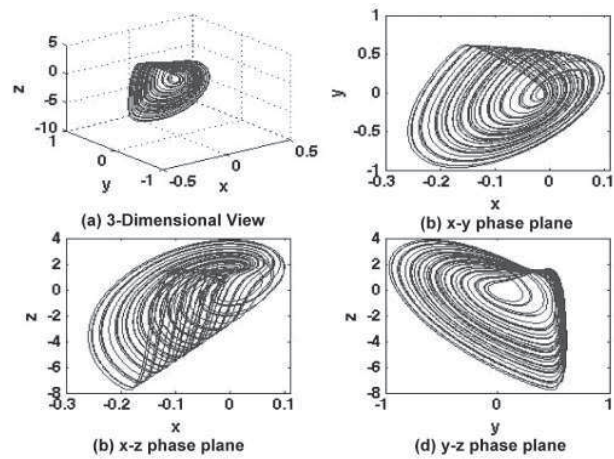 5
0
-5
-10
z
1
0
-1
y
-0.5
0
0.5
x
(a) 3-Dimensional View
1
0.5
0
-0.5
-1
y
-0.3 -0.2 -0.1 0 0.1
x
(b) x-y phase plane
4
2
0
-2
-4
-6
-8
z
-0.3 -0.2 -0.1 0 0.1
x
(b) x-z phase plane
4
2
0
-2
-4
-6
-8
z
-1 0 1
y
(d) y-z phase plane